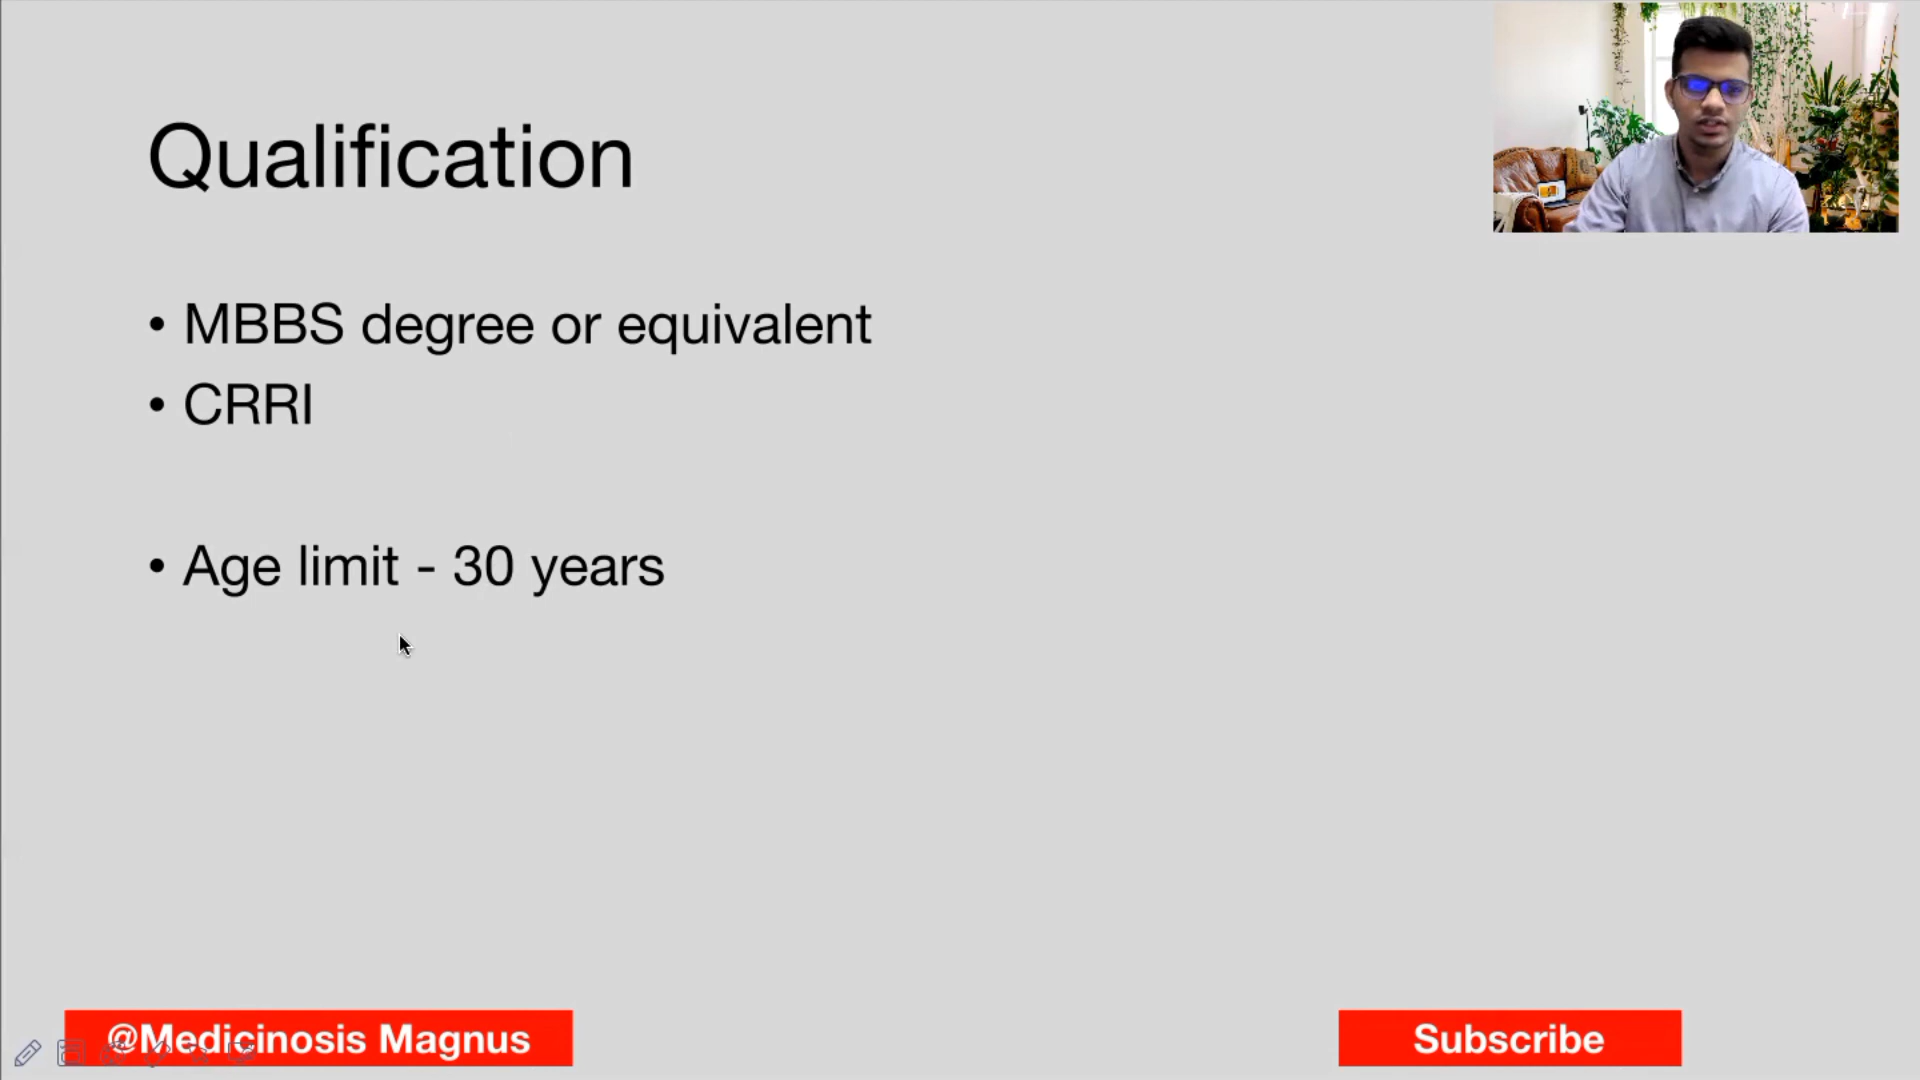 Qualification
• MBBS degree or equivalent
• CRRI
• Age limit - 30 years
@Medicinosis Magnus
Subscribe